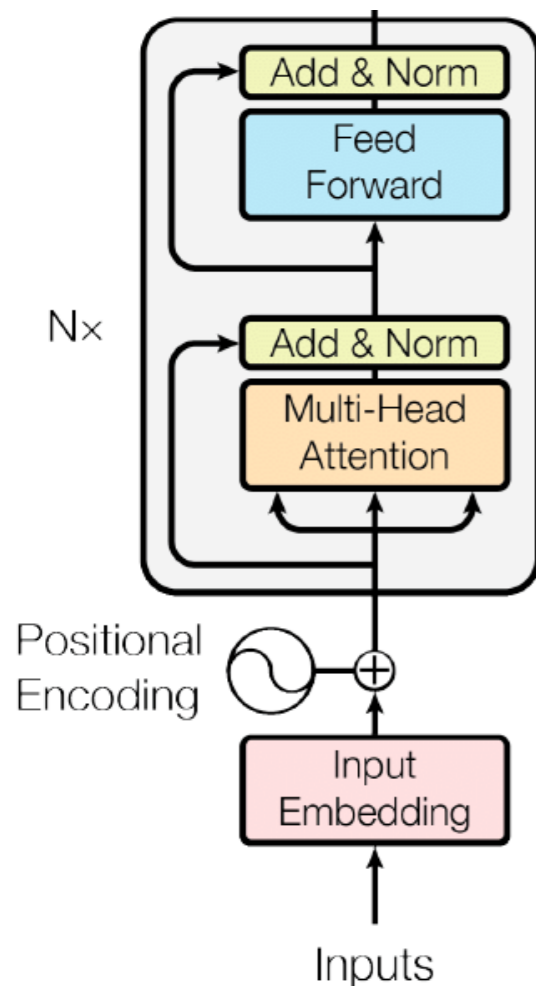 Add & Norm
Feed
Forward
Nx
Add & Norm
Multi-Head
Attention
Positional
Encoding
Input
Embedding
Inputs